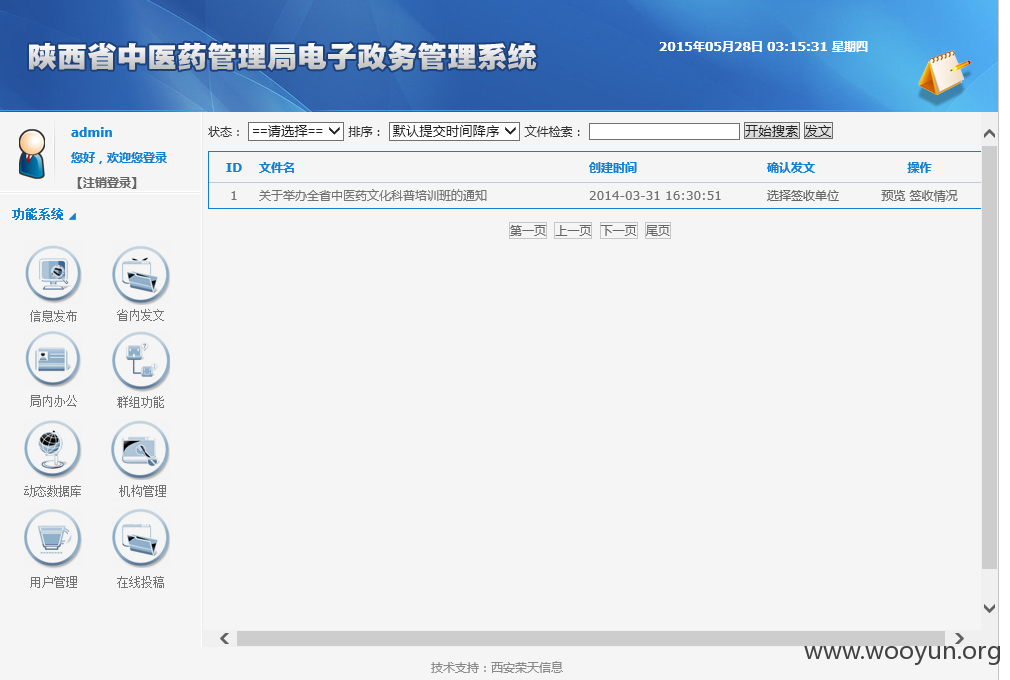 陕西省中医药管理局电子政务管理系统
2015年05月28日 03:15:31 星期四
admin
您好，欢迎您登录
【注销登录】
功能系统
信息发布 省内发文
局内办公 群组功能
动态数据库 机构管理
用户管理 在线投稿
状态： ==请选择== 排序： 默认提交时间降序 文件检索： 开始搜索 发文
ID 文件名 创建时间 确认发文 操作
1 关于举办全省中医药文化科普培训班的通知 2014-03-31 16:30:51 选择签收单位 预览 签收情况
第一页 上一页 下一页 尾页
www.wooyun.org
技术支持：西安荣天信息